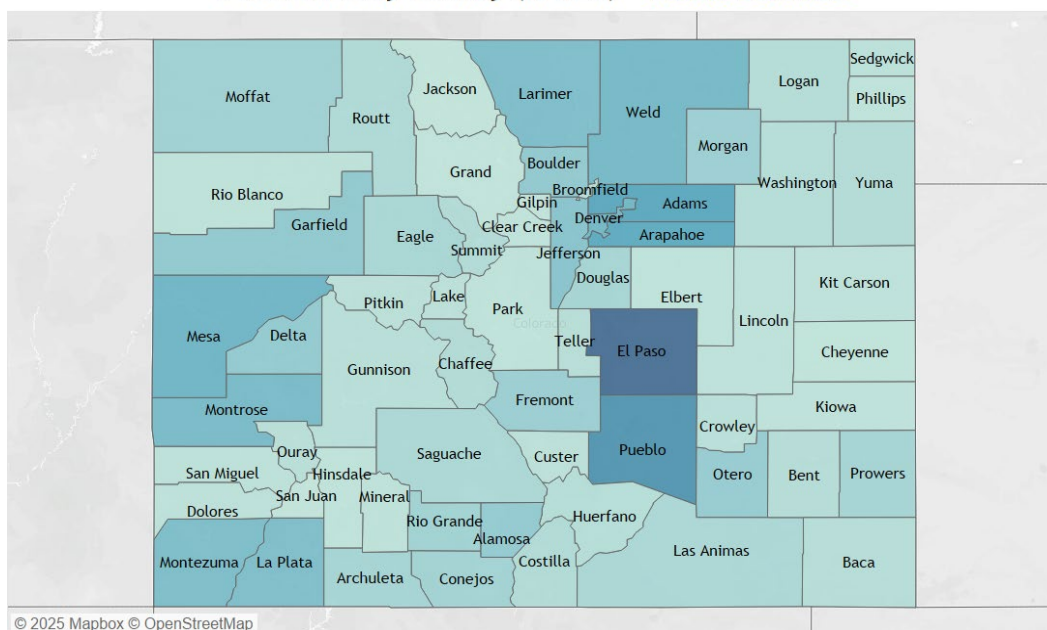 Sedgwick
Logan
Phillips
Jackson
Larimer
Moffat
Routt
Weld
Morgan
Boulder
Grand
Washington
Yuma
Rio Blanco
Broomfield
Gilpin
Adams
Denver
Garfield
Clear Creek
Arapahoe
Eagle
Summit
Jefferson
Douglas
Kit Carson
Elbert
Lake
Pitkin
Park
Lincoln
Colorado
Mesa
Delta
Teller
El Paso
Cheyenne
Chaffee
Gunnison
Fremont
Montrose
Kiowa
Crowley
Pueblo
Saguache
Ouray
Custer
San Miguel
Hinsdale
Otero
Bent
Prowers
San Juan
Mineral
Dolores
Huerfano
Rio Grande
Alamosa
Las Animas
Montezuma
La Plata
Costilla
Baca
Archuleta
Conejos
© 2025 Mapbox © OpenStreetMap